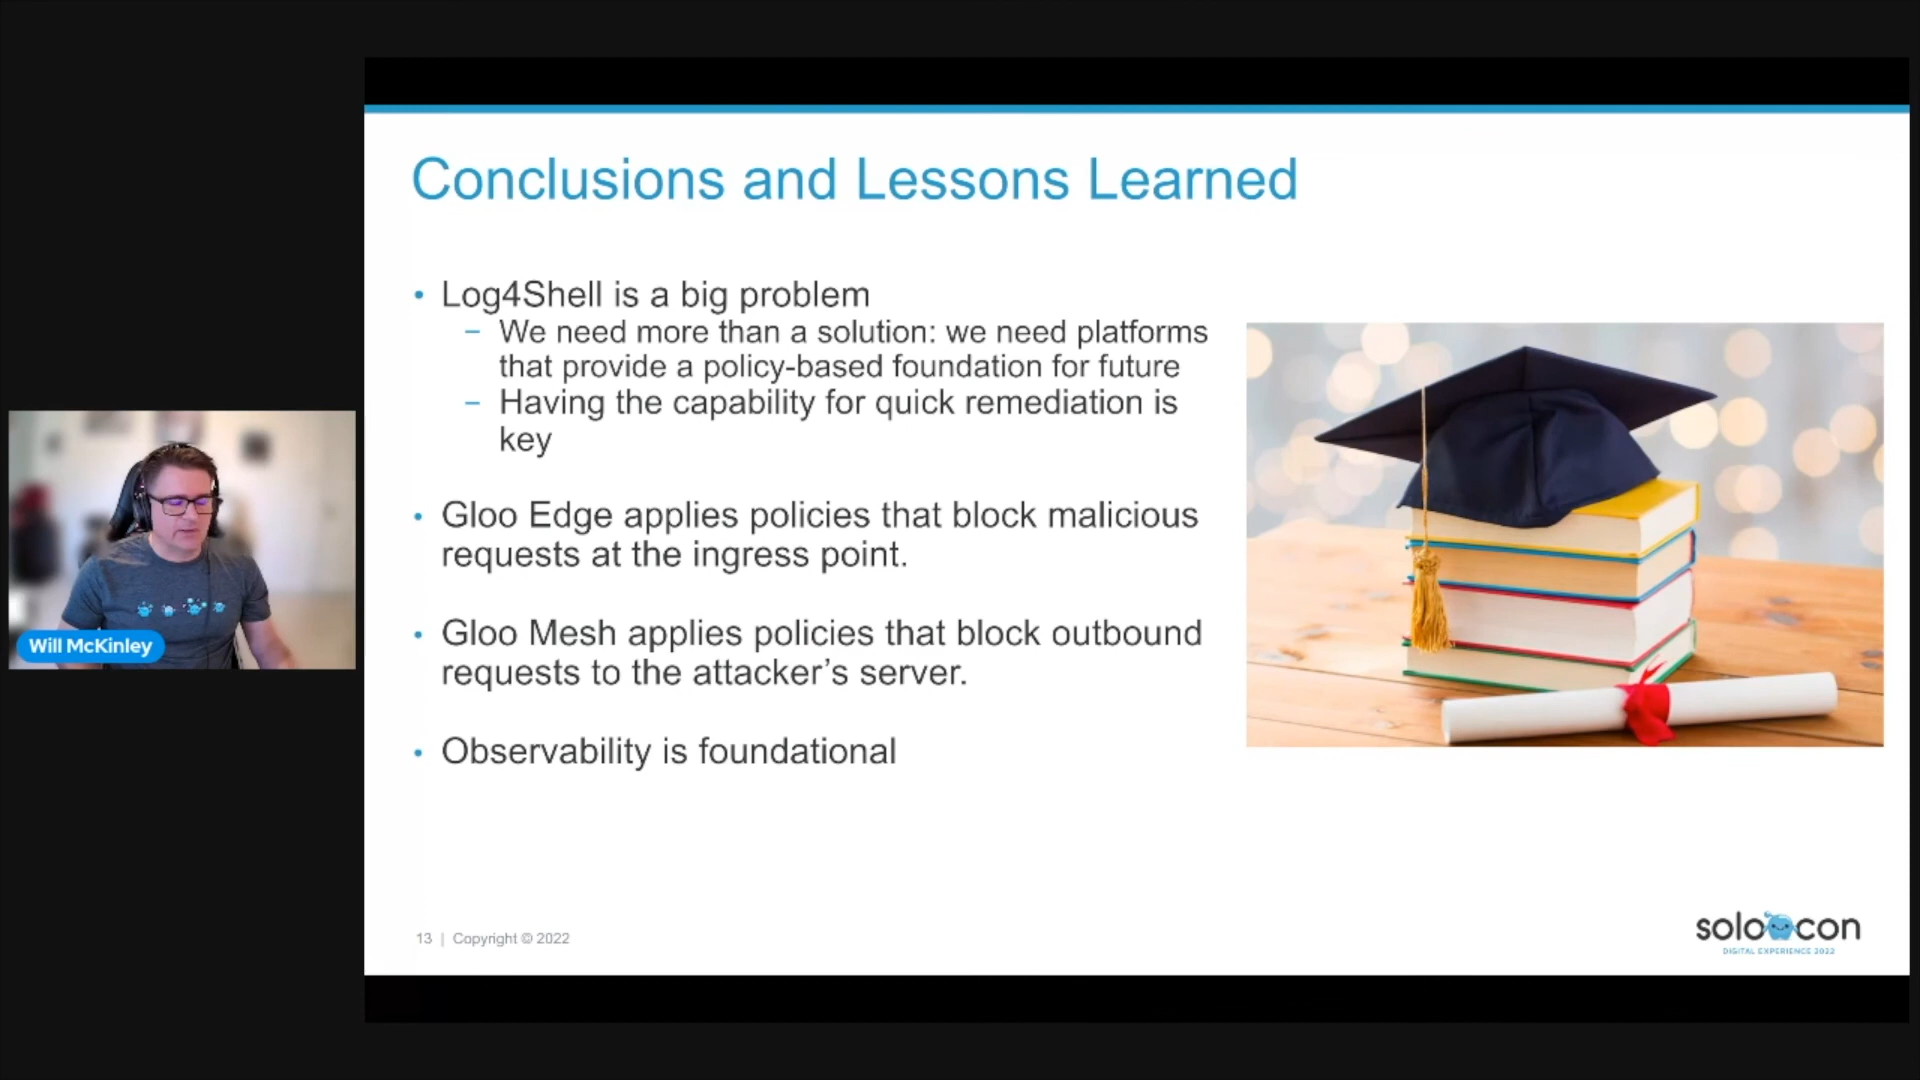 Conclusions and Lessons Learned
• Log4Shell is a big problem
– We need more than a solution: we need platforms
that provide a policy-based foundation for future
– Having the capability for quick remediation is
key
• Gloo Edge applies policies that block malicious
requests at the ingress point.
• Gloo Mesh applies policies that block outbound
requests to the attacker’s server.
• Observability is foundational
Will McKinley
13 | Copyright © 2022
solo con
DIGITAL EXPERIENCE 2022